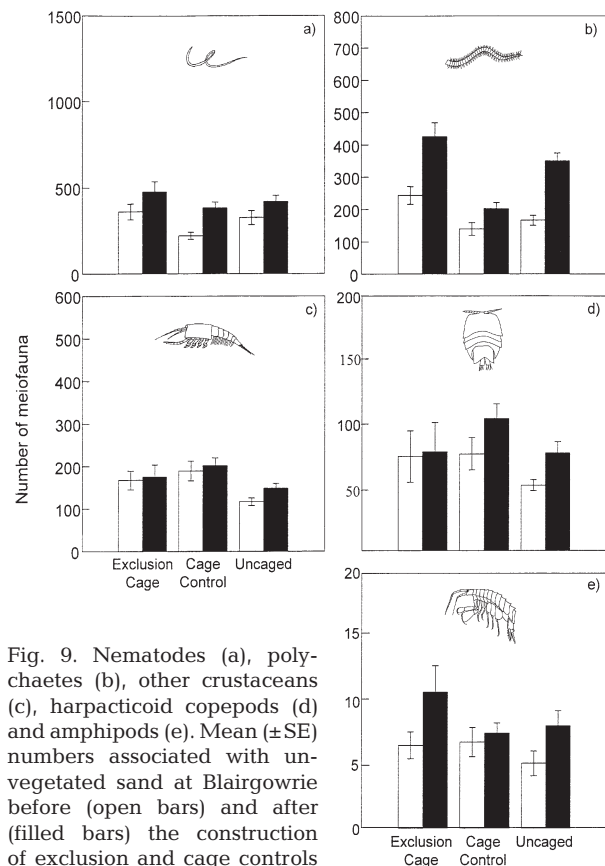 1500
1000
500
0
a)
800
700
600
500
400
300
200
100
0
b)
Number of meiofauna
600
500
400
300
200
100
0
c)
Exclusion Cage Uncaged
Cage Control
200
150
100
50
d)
20
15
10
5
0
e)
Exclusion Cage Uncaged
Cage Control
Fig. 9. Nematodes (a), poly-
chaetes (b), other crustaceans
(c), harpacticoid copepods (d)
and amphipods (e). Mean (±SE)
numbers associated with un-
vegetated sand at Blairgowrie
before (open bars) and after
(filled bars) the construction
of exclusion and cage controls